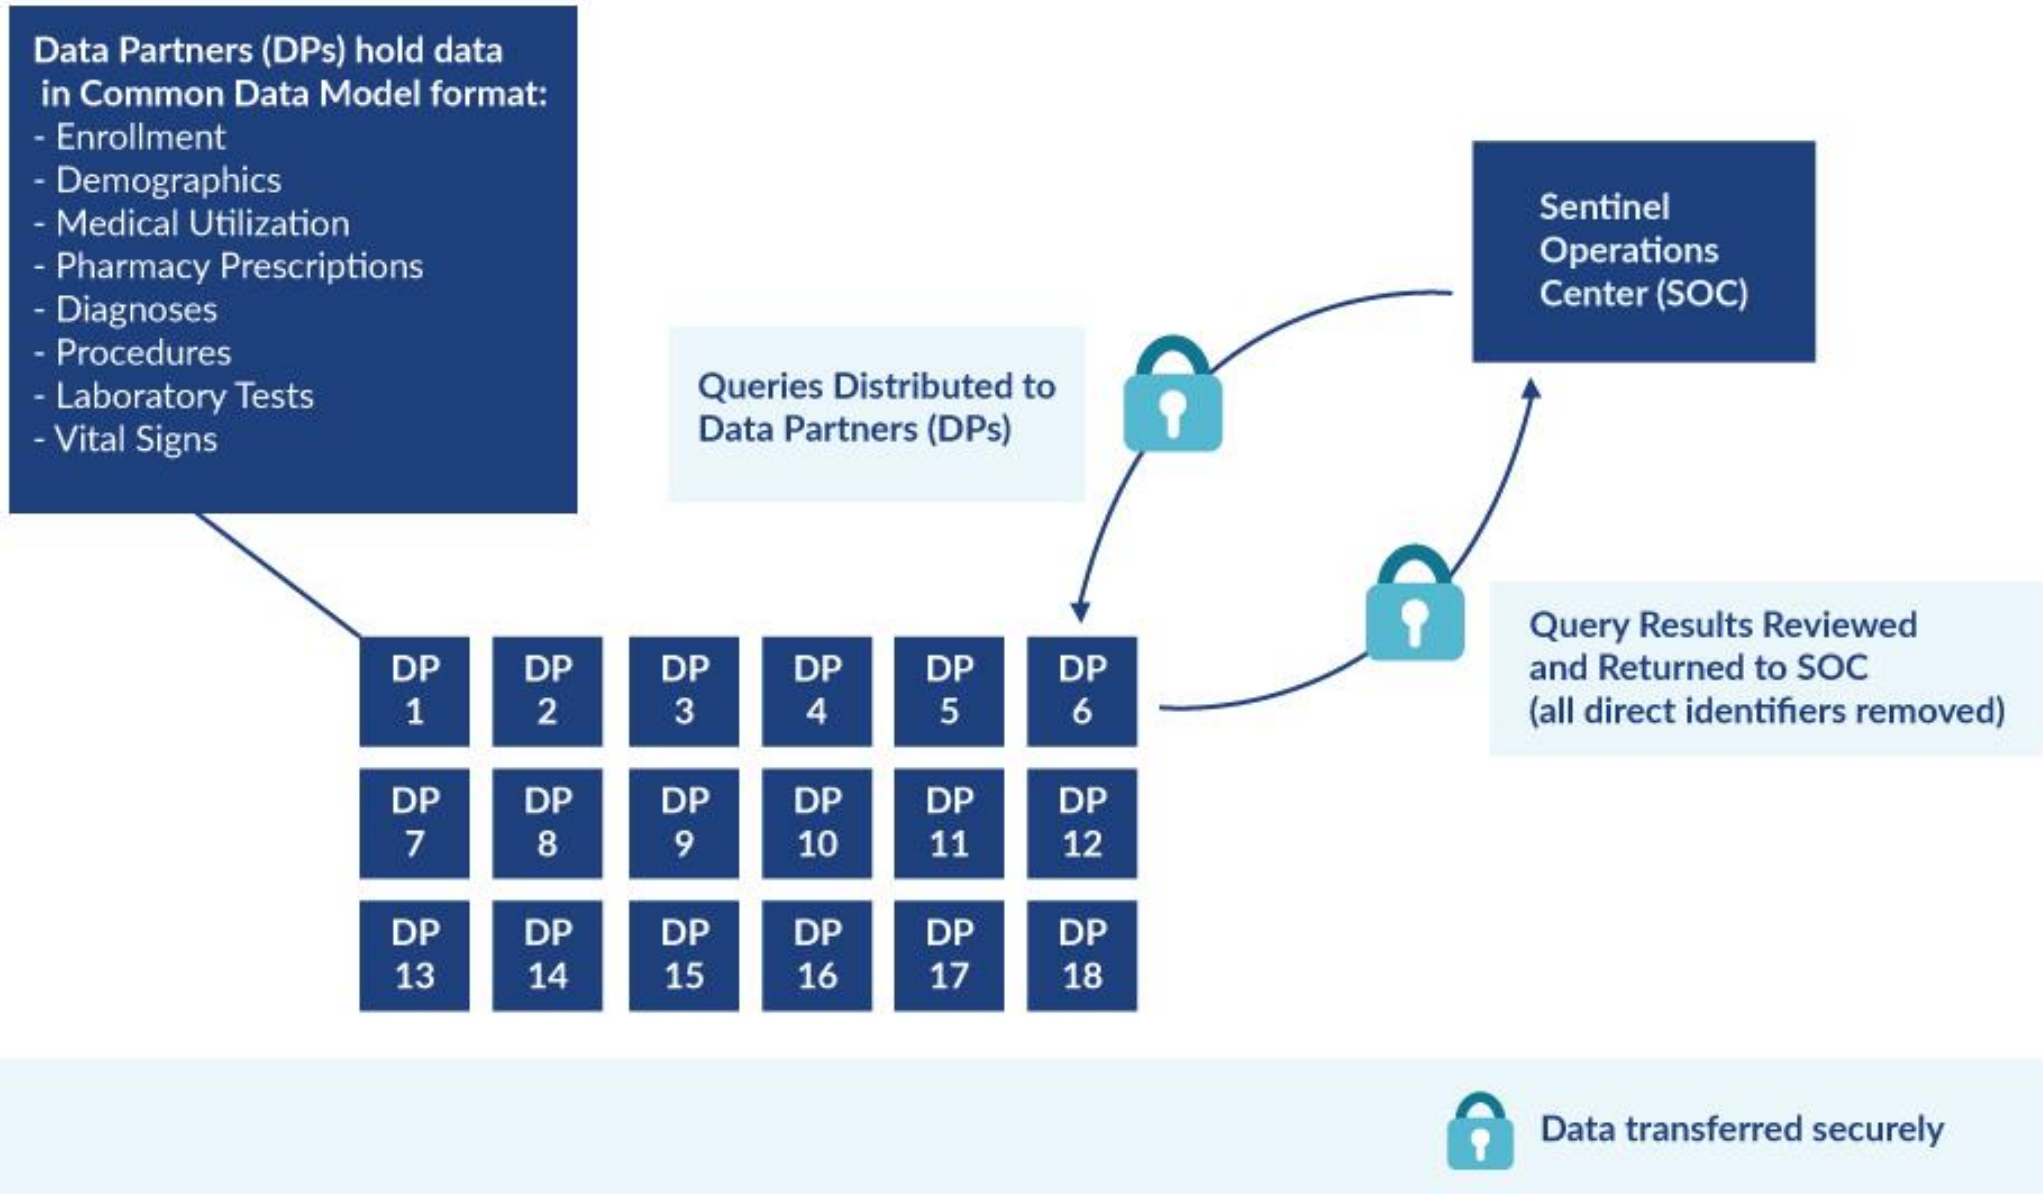 Data Partners (DPs) hold data
in Common Data Model format:
- Enrollment
- Demographics
- Medical Utilization
- Pharmacy Prescriptions
- Diagnoses
- Procedures
- Laboratory Tests
- Vital Signs
Sentinel
Operations
Center (SOC)
Queries Distributed to
Data Partners (DPs)
Query Results Reviewed
and Returned to SOC
(all direct identifiers removed)
DP
1
DP
2
DP
3
DP
4
DP
5
DP
6
DP
7
DP
8
DP
9
DP
10
DP
11
DP
12
DP
13
DP
14
DP
15
DP
16
DP
17
DP
18
Data transferred securely